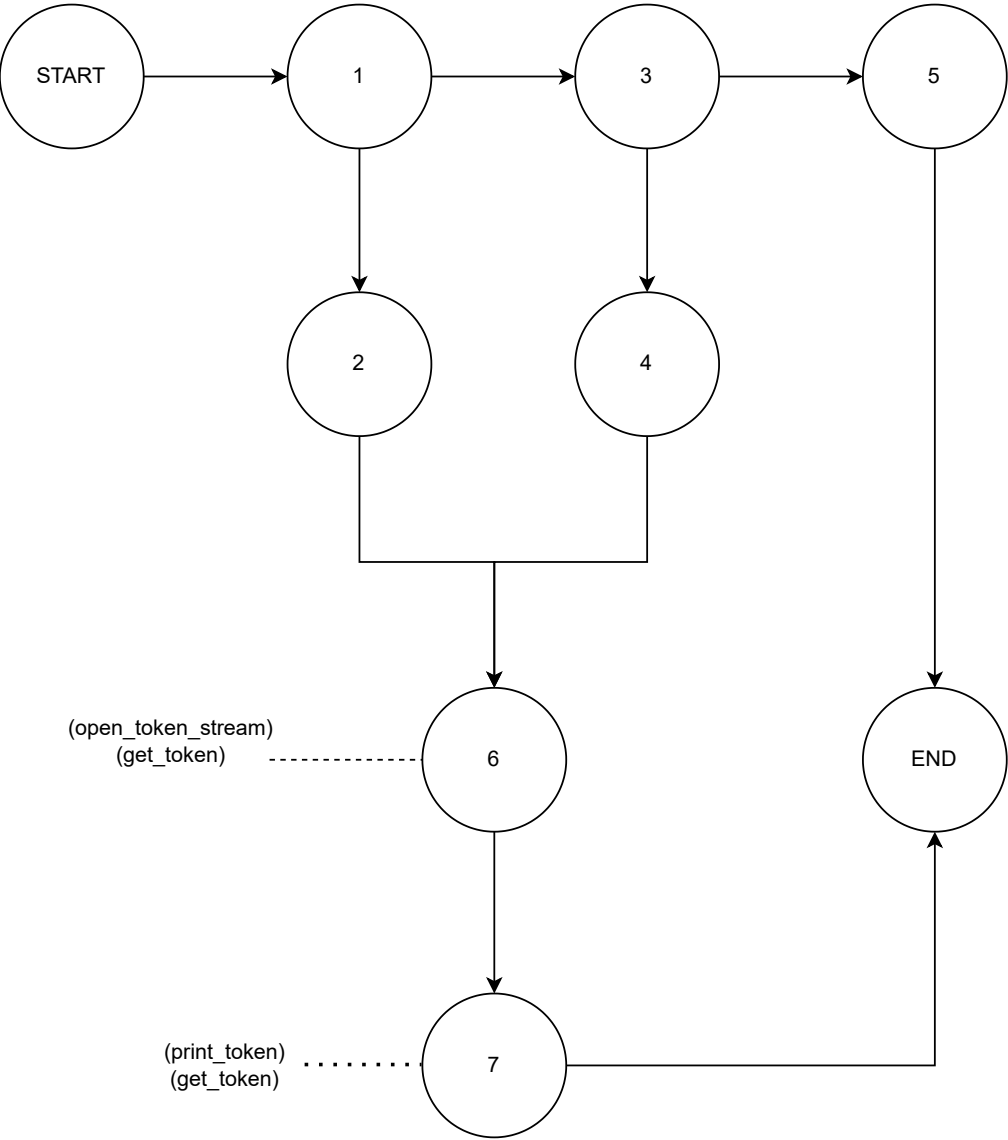 START
1
3
5
2
4
(open_token_stream)
(get_token)
6
END
(print_token)
(get_token)
7